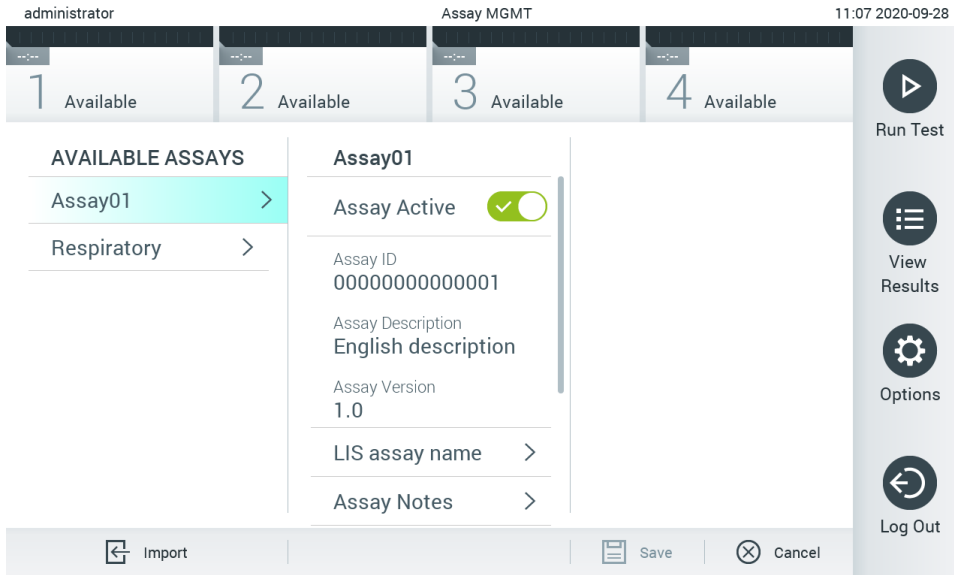 administrator
Assay MGMT
11:07 2020-09-28
--:--
--:--
--:--
--:--
1 Available
2 Available
3 Available
4 Available
AVAILABLE ASSAYS
Assay01
Respiratory
Assay01
Assay Active
Assay ID
00000000000001
Assay Description
English description
Assay Version
1.0
LIS assay name
Assay Notes
Run Test
View
Results
Options
Log Out
Import
Save
Cancel